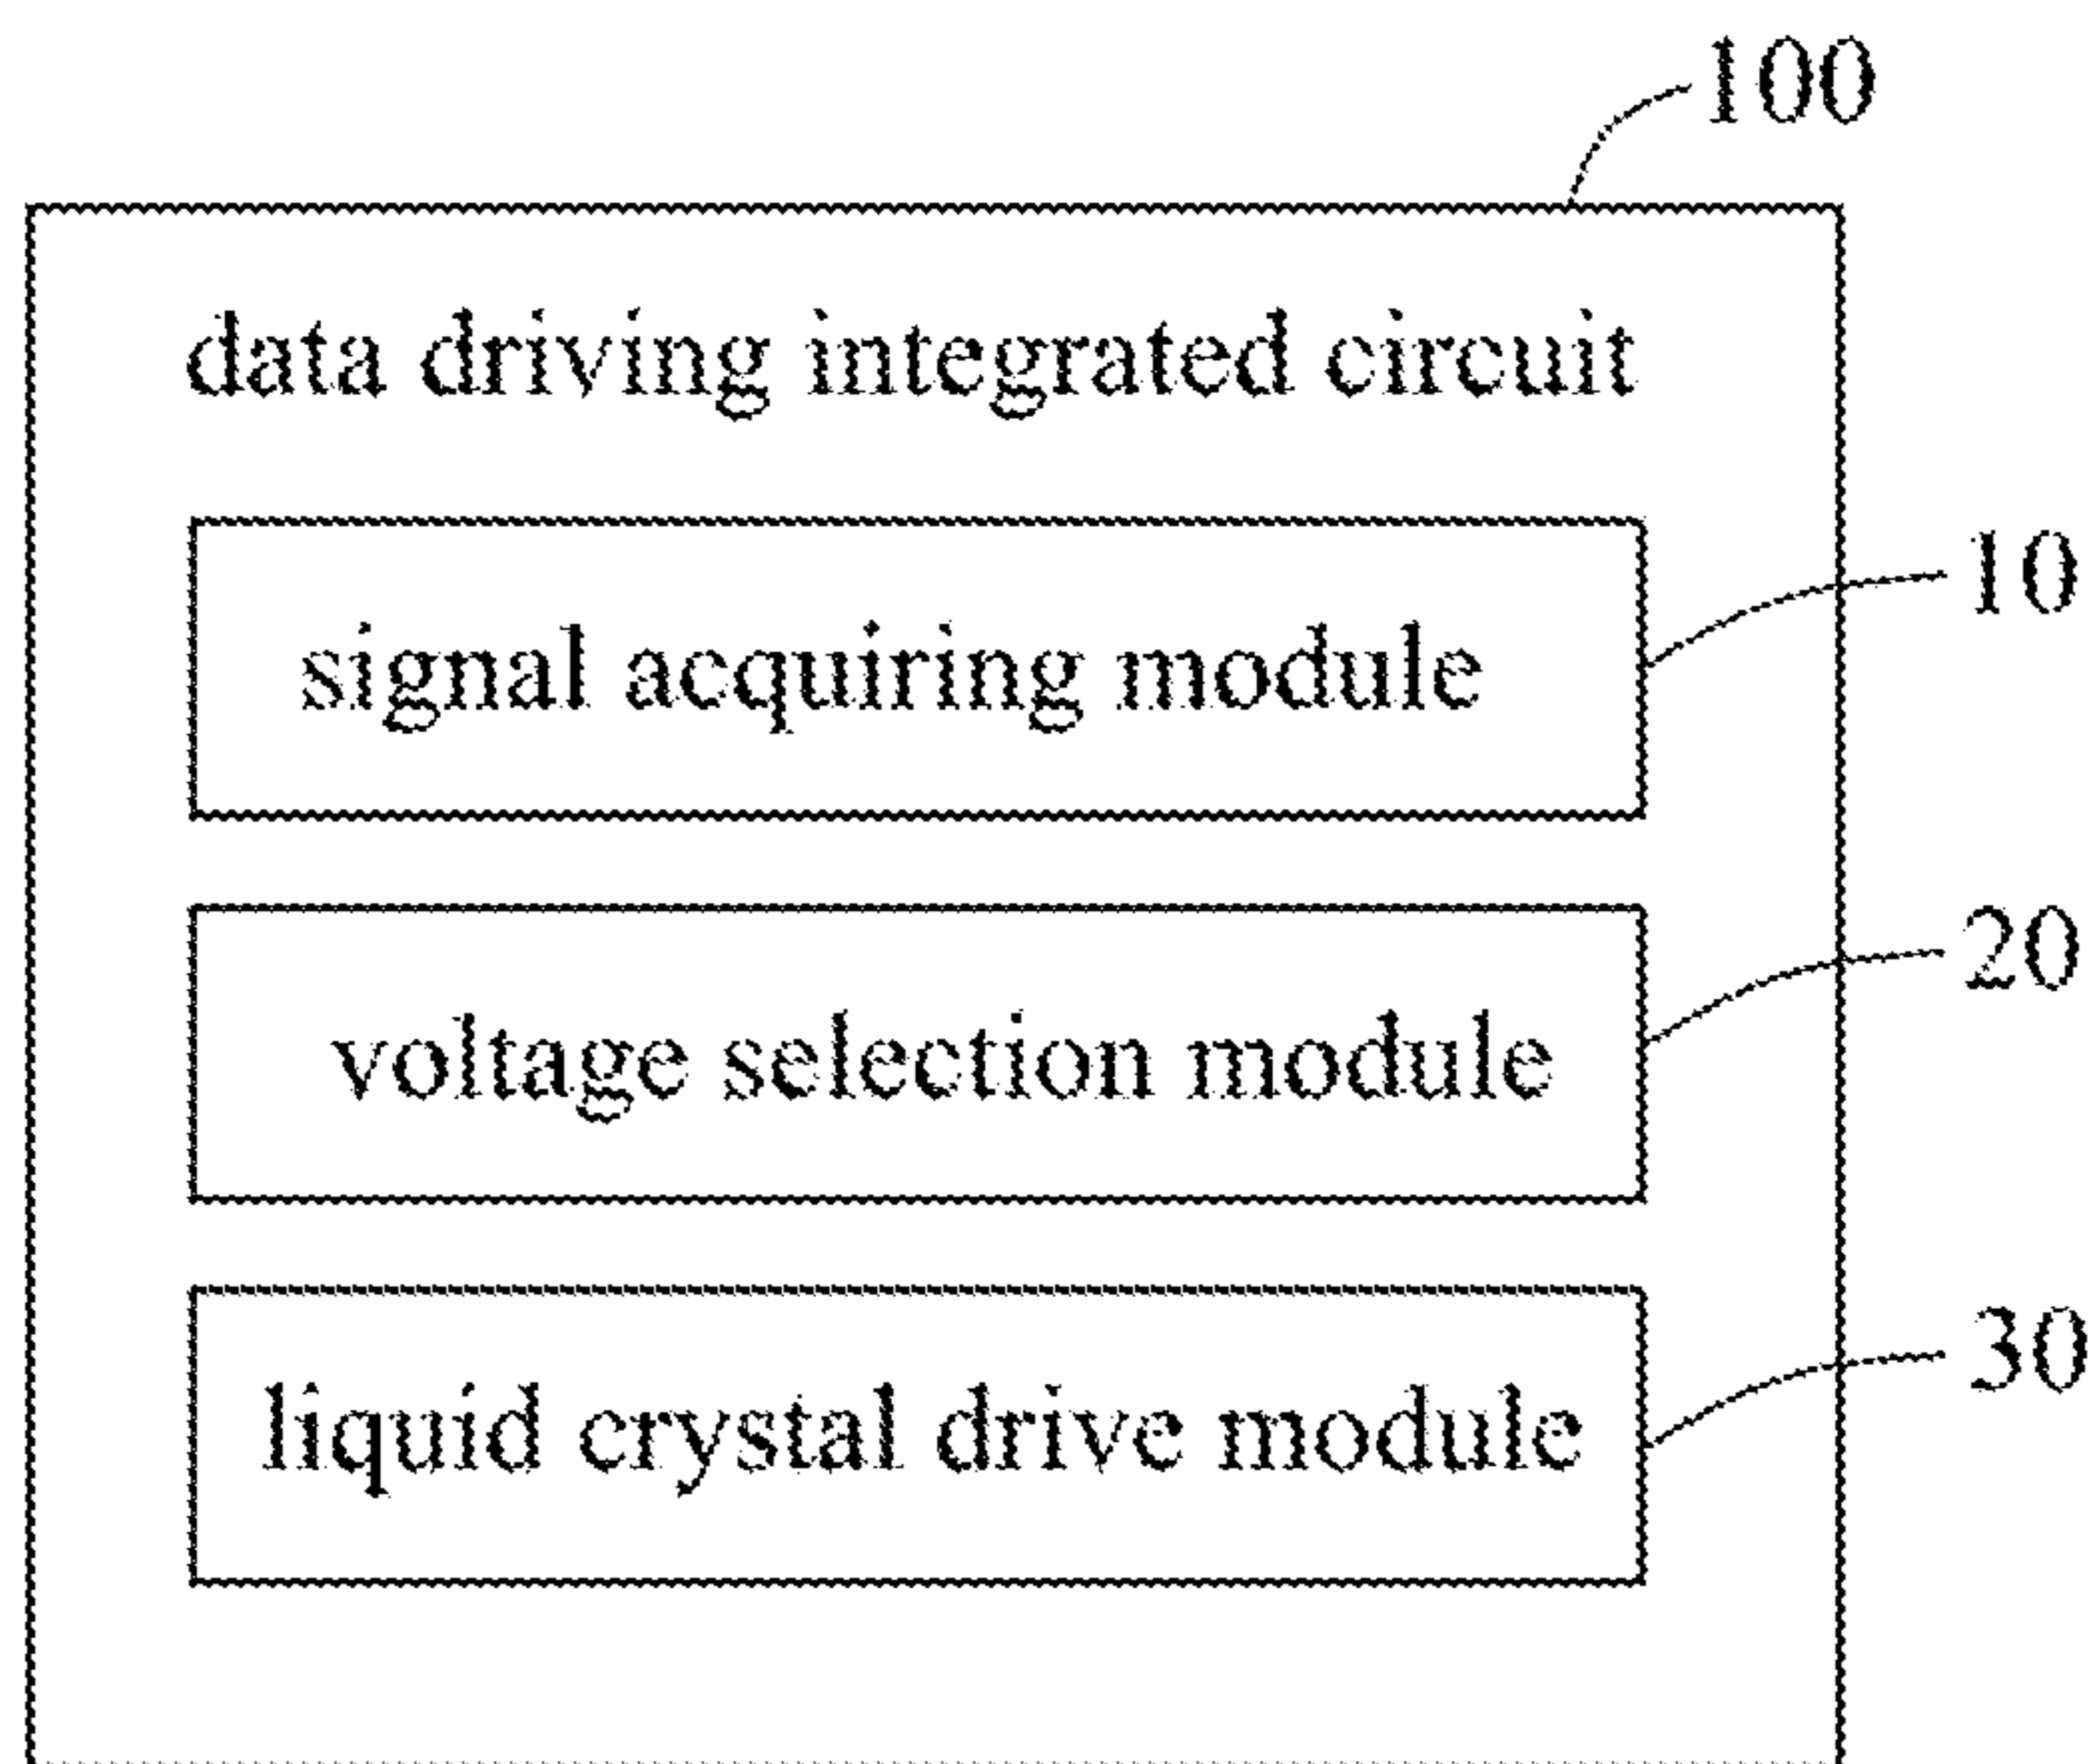 100
data driving integrated circuit
10
signal acquiring module
20
voltage selection module
30
liquid crystal drive module